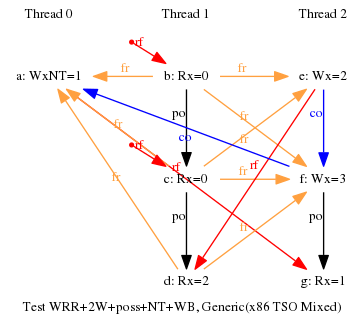 Thread 0 Thread 1 Thread 2
rf
a: WxNT=1 fr b: Rx=0 fr e: Wx=2
po fr co
co fr
rf
fr rf rf
c: Rx=0 fr f: Wx=3
fr po fr po
d: Rx=2 g: Rx=1
Test WRR+2W+poss+NT+WB, Generic(x86 TSO Mixed)